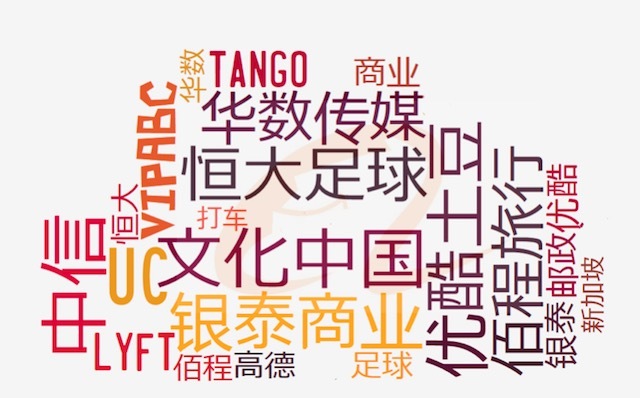 华数
TANGO
商业
VIPABC
华数传媒
恒大足球
优酷土豆
佰程旅行
优酷
恒大
打车
文化中国
邮政
中信
UC
银泰商业
银泰
新加坡
LYFT
佰程
高德
足球